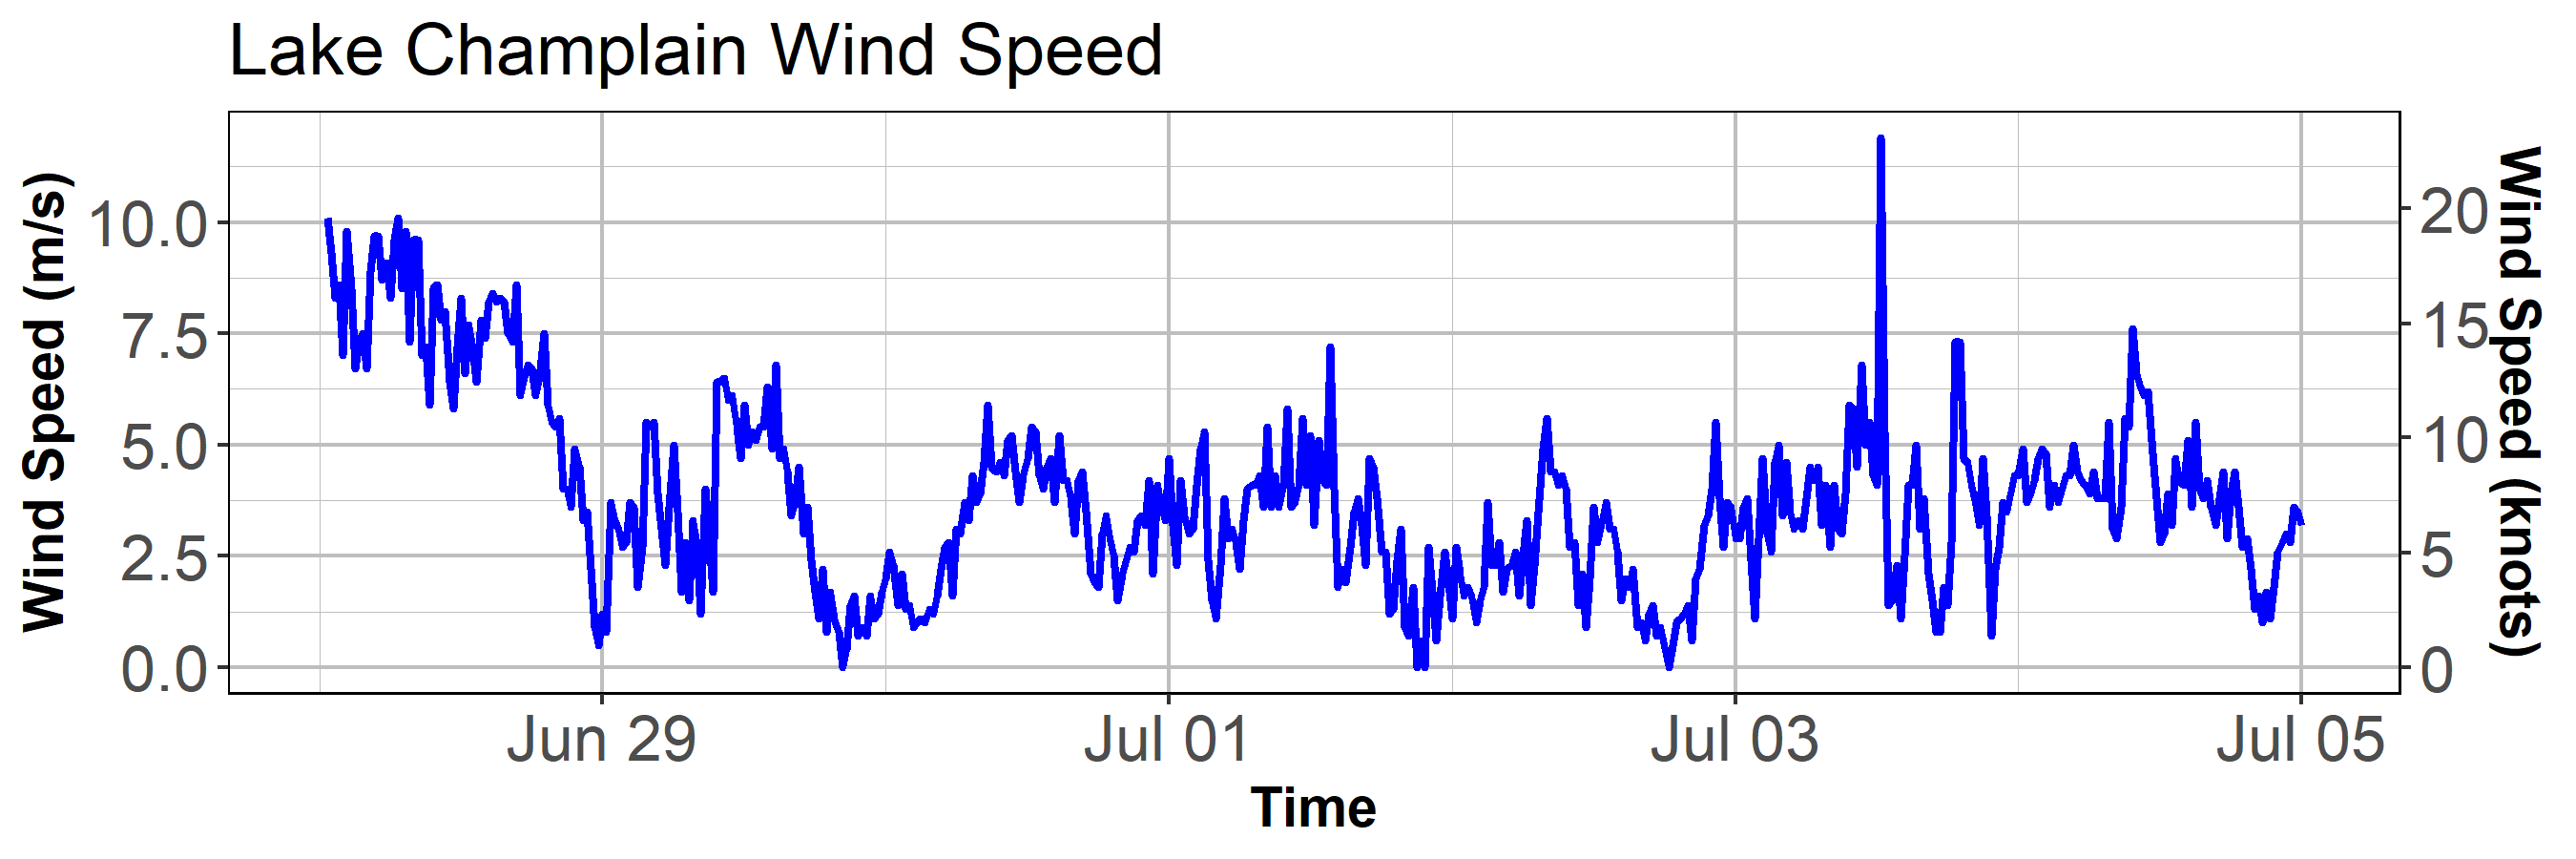 Lake Champlain Wind Speed
Wind Speed (m/s)
10.0
7.5
5.0
2.5
0.0
20
15
10
5
0
Wind Speed (knots)
Jun 29
Jul 01
Jul 03
Jul 05
Time